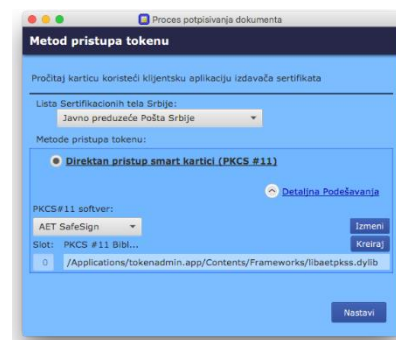 Proces potpisivanja dokumenta
Metod pristupa tokenu
Pročitaj karticu koristeći klijentsku aplikaciju izdavača sertifikata
Lista Sertifikacionih tela Srbije:
Javno preduzeće Pošta Srbije
Metode pristupa tokenu:
Direktan pristup smart kartici (PKCS #11)
Detaljna Podešavanja
PKCS#11 softver:
AET SafeSign
Izmeni
Slot: PKCS #11 Bibl...
Kreiraj
0 /Applications/tokenadmin.app/Contents/Frameworks/libaetpkss.dylib
Nastavi